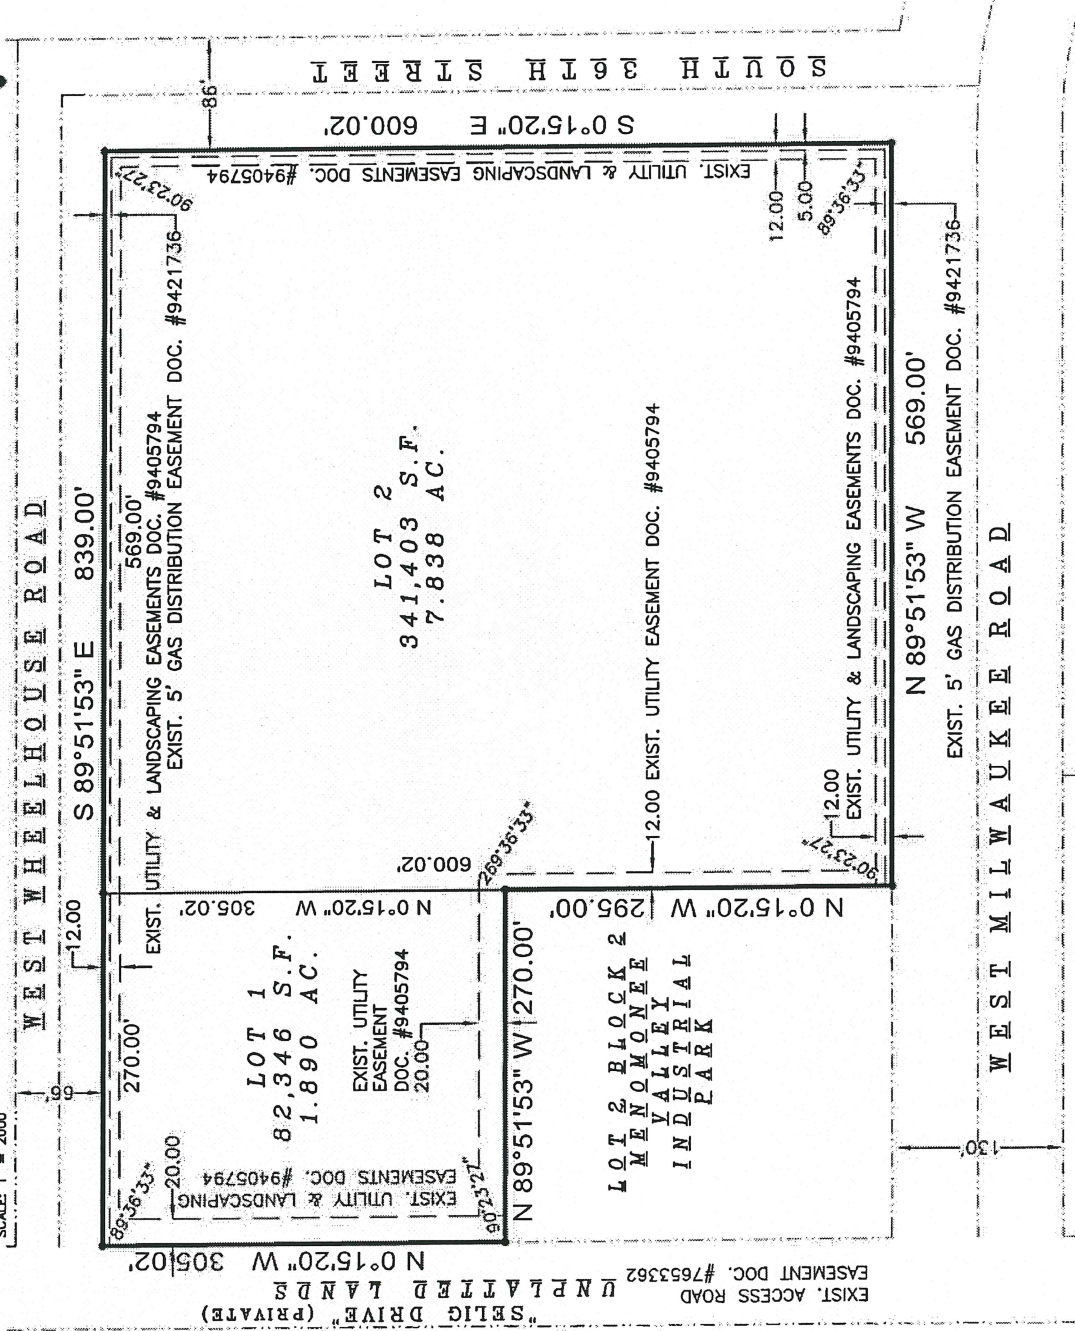 SCALE: 1" = 2000'
WEST WHEELHOUSE ROAD
S 89°51'53" E 839.00'
66'
12.00
270.00'
569.00'
EXIST. UTILITY & LANDSCAPING EASEMENTS DOC. #9405794
EXIST. 5' GAS DISTRIBUTION EASEMENT DOC. #9421736
90°23'27"
86'
SOUTH 36TH STREET
S 0°15'20" E 600.02'
EXIST. UTILITY & LANDSCAPING EASEMENTS DOC. #9405794
12.00
5.00
89°36'33"
LOT 2
341,403 S.F.
7.838 AC.
12.00 EXIST. UTILITY EASEMENT DOC. #9405794
600.02'
269°36'33"
N 0°15'20" W 305.02'
LOT 1
82,346 S.F.
1.890 AC.
EXIST. UTILITY
EASEMENT
DOC. #9405794
20.00
89°36'33"
20.00
EXIST. UTILITY & LANDSCAPING
EASEMENTS DOC. #9405794
90°23'27"
N 0°15'20" W 305.02'
UNPLATTED LANDS
"SELIG DRIVE" (PRIVATE)
N 89°51'53" W 270.00'
N 0°15'20" W 295.00'
LOT 2 BLOCK 2
MENOMONEE
VALLEY
INDUSTRIAL
PARK
12.00
EXIST. UTILITY & LANDSCAPING EASEMENTS DOC. #9405794
90°23'27"
N 89°51'53" W 569.00'
EXIST. 5' GAS DISTRIBUTION EASEMENT DOC. #9421736
WEST MILWAUKEE ROAD
130'
EXIST. ACCESS ROAD
EASEMENT DOC. #7653362